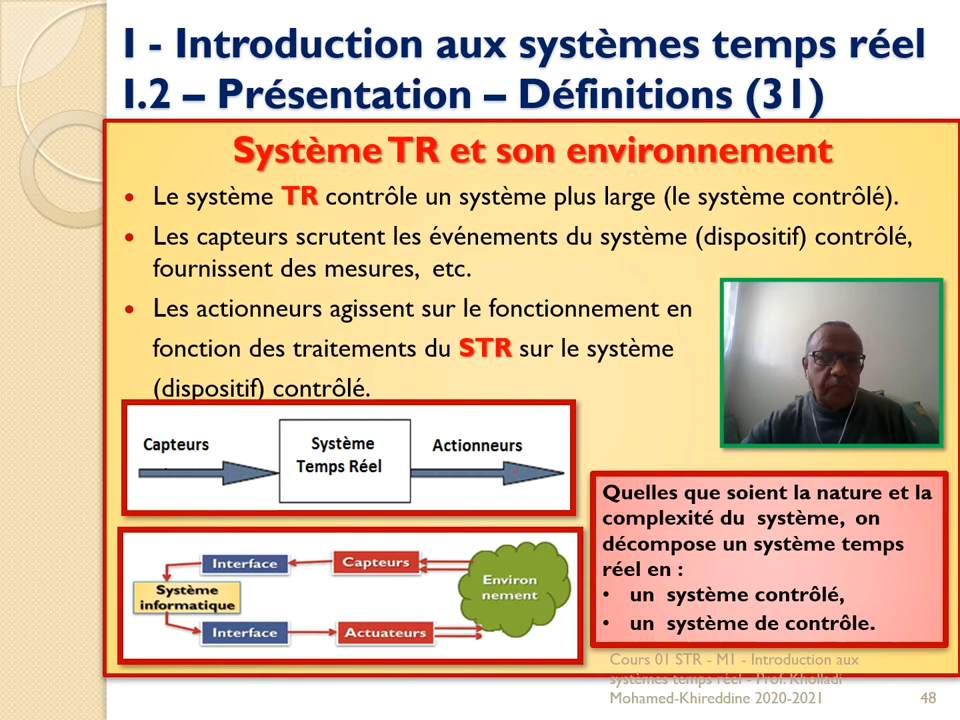 I - Introduction aux systèmes temps réel
I.2 – Présentation – Définitions (31)
Système TR et son environnement
• Le système TR contrôle un système plus large (le système contrôlé).
• Les capteurs scrutent les événements du système (dispositif) contrôlé,
fournissent des mesures, etc.
• Les actionneurs agissent sur le fonctionnement en
fonction des traitements du STR sur le système
(dispositif) contrôlé.
Capteurs
Système
Temps Réel
Actionneurs
Interface
Capteurs
Environ
nement
Système
informatique
Interface
Actuateurs
Quelles que soient la nature et la
complexité du système, on
décompose un système temps
réel en :
• un système contrôlé,
• un système de contrôle.
Cours 01 STR - M1 - Introduction aux
systèmes temps réel - Prof. Kholladi
Mohamed-Khireddine 2020-2021
48